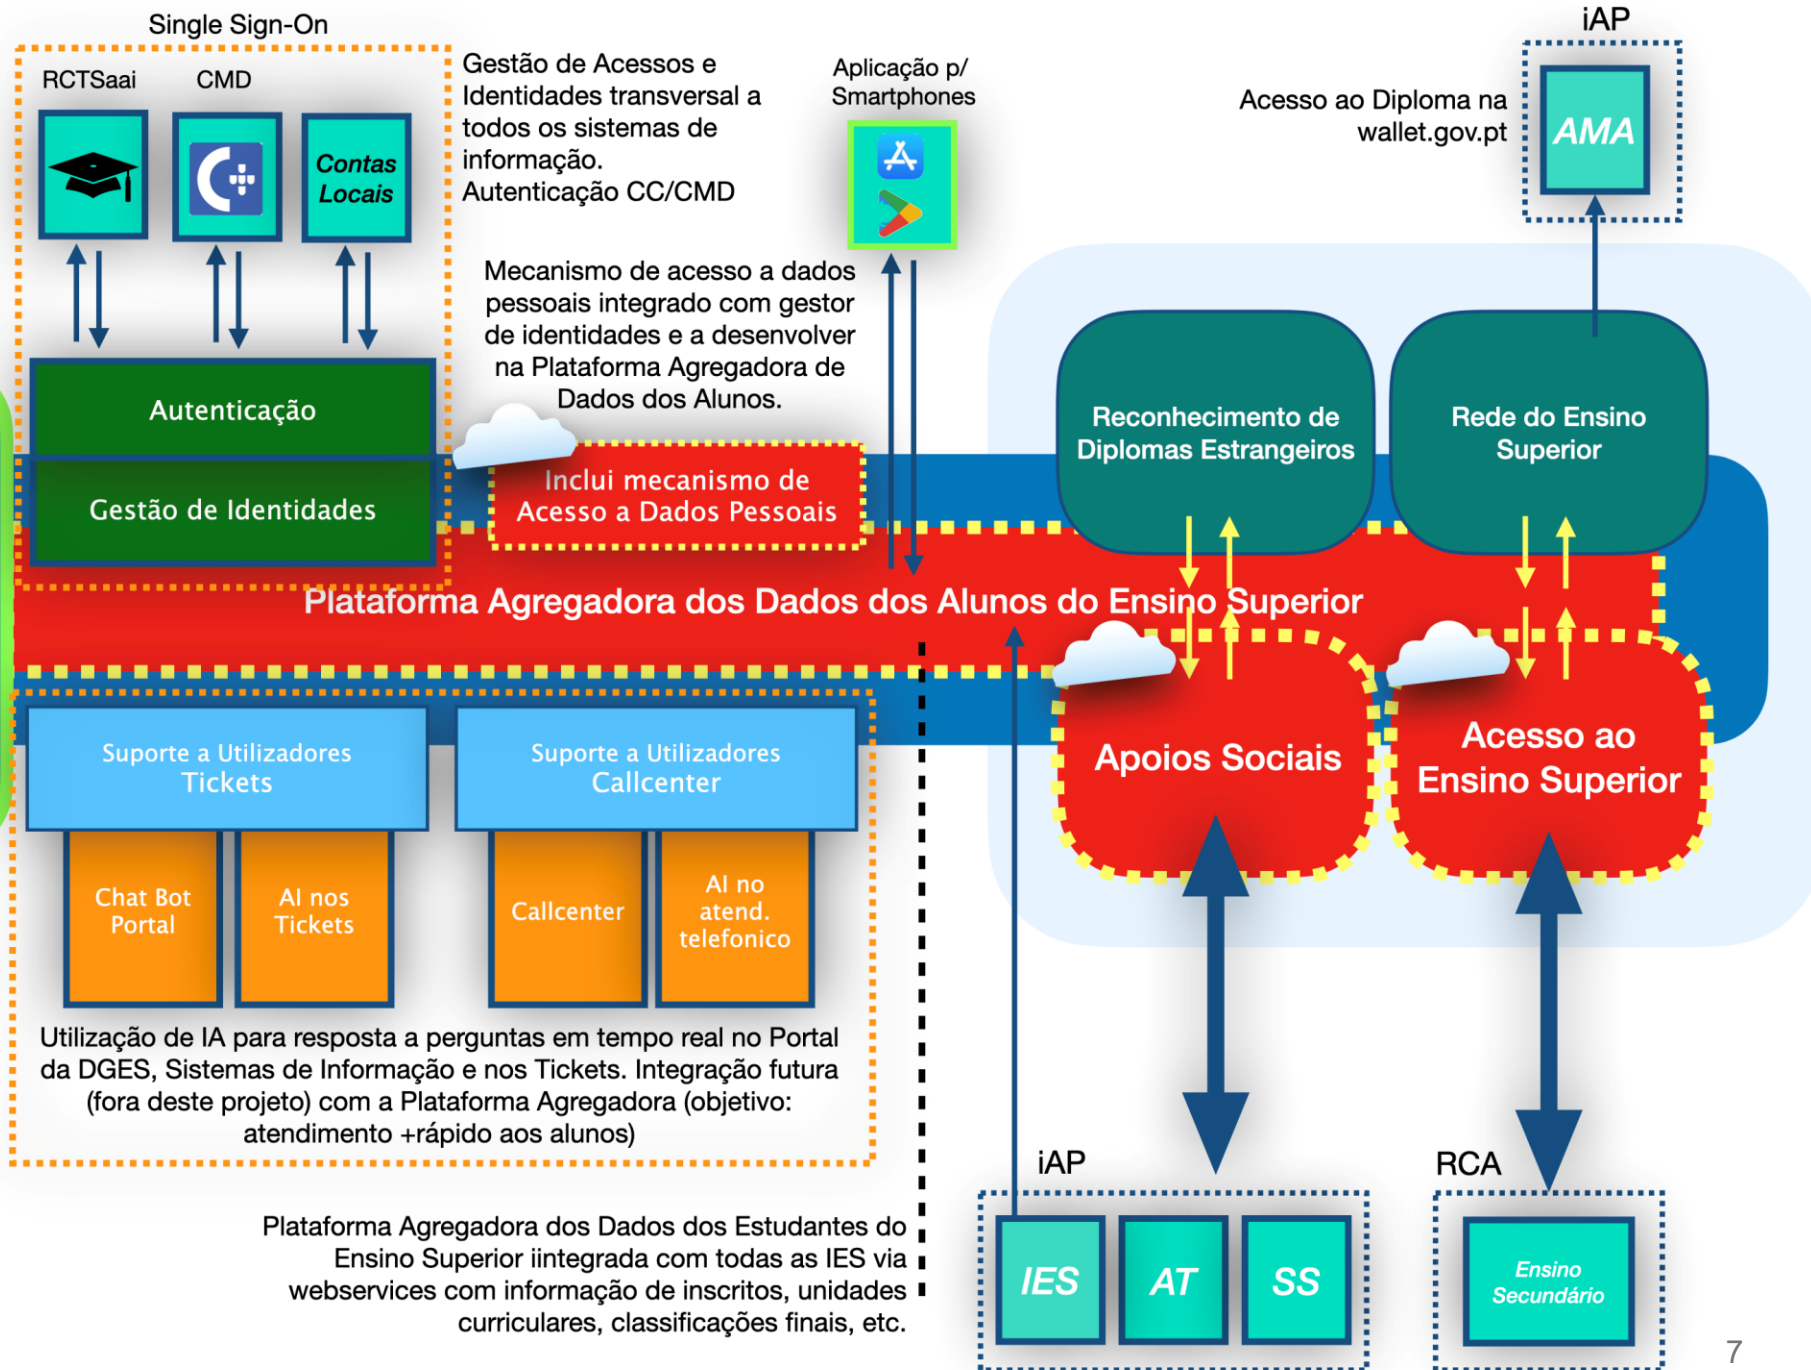 Single Sign-On
RCTSaai
CMD
Contas
Locais
Gestão de Acessos e
Identidades transversal a
todos os sistemas de
informação.
Autenticação CC/CMD
Aplicação p/
Smartphones
iAP
Acesso ao Diploma na
wallet.gov.pt
AMA
Mecanismo de acesso a dados
pessoais integrado com gestor
de identidades e a desenvolver
na Plataforma Agregadora de
Dados dos Alunos.
Autenticação
Gestão de Identidades
Inclui mecanismo de
Acesso a Dados Pessoais
Reconhecimento de
Diplomas Estrangeiros
Rede do Ensino
Superior
Plataforma Agregadora dos Dados dos Alunos do Ensino Superior
Suporte a Utilizadores
Tickets
Suporte a Utilizadores
Callcenter
Apoios Sociais
Acesso ao
Ensino Superior
Chat Bot
Portal
AI nos
Tickets
Callcenter
AI no
atend.
telefonico
Utilização de IA para resposta a perguntas em tempo real no Portal
da DGES, Sistemas de Informação e nos Tickets. Integração futura
(fora deste projeto) com a Plataforma Agregadora (objetivo:
atendimento +rápido aos alunos)
Plataforma Agregadora dos Dados dos Estudantes do
Ensino Superior iintegrada com todas as IES via
webservices com informação de inscritos, unidades
curriculares, classificações finais, etc.
iAP
IES
AT
SS
RCA
Ensino
Secundário
7